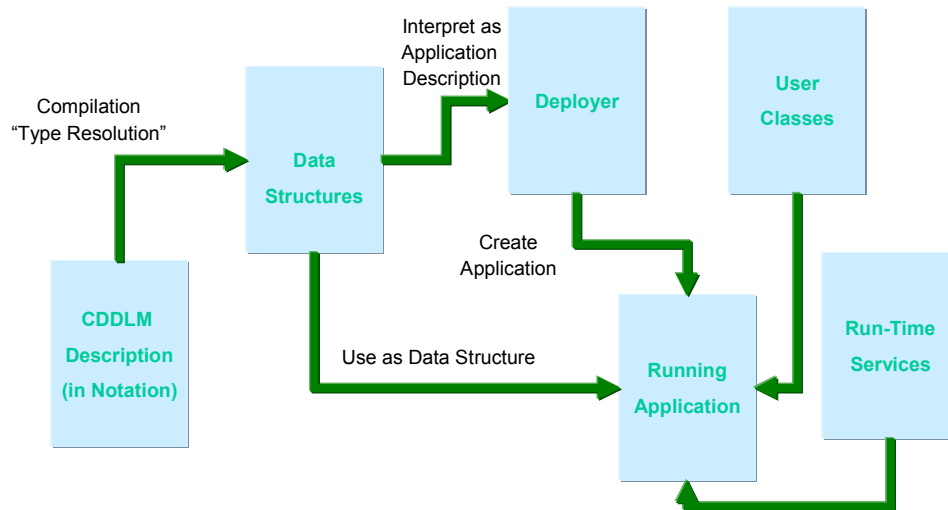 Interpret as
Application
Description
Compilation
“Type Resolution”
Data
Structures
Deployer
User
Classes
Create
Application
CDDLM
Description
(in Notation)
Use as Data Structure
Running
Application
Run-Time
Services